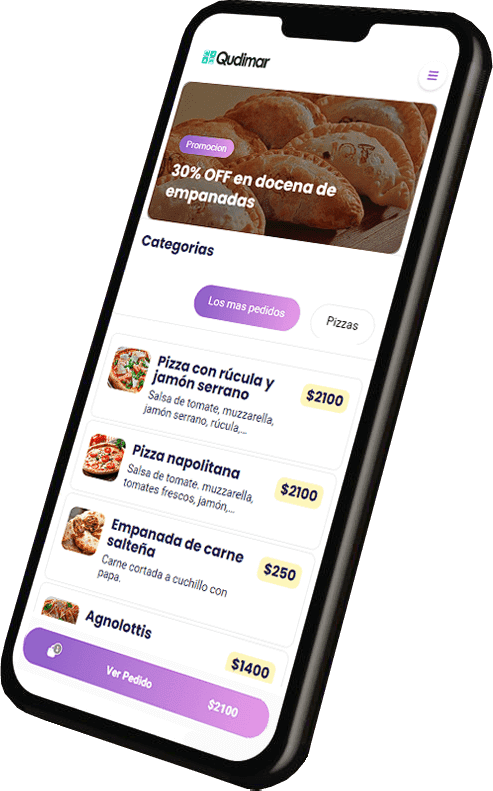 Qudimar
Promocion
30% OFF en docena de
empanadas
Categorias
Los mas pedidos
Pizzas
Pizza con rúcula y
jamón serrano
$2100
Salsa de tomate, muzzarella,
jamón serrano, rúcula,...
Pizza napolitana
$2100
Salsa de tomate. muzzarella,
tomates frescos, jamón,...
Empanada de carne
salteña
$250
Carne cortada a cuchillo con
papa.
Agnolottis
$1400
1
Ver Pedido
$2100